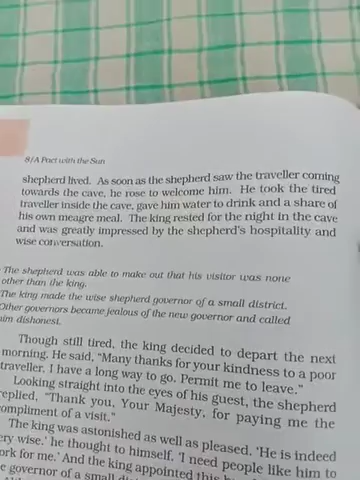 8/A Pact with the Sun
shepherd lived. As soon as the shepherd saw the traveller coming
towards the cave, he rose to welcome him. He took the tired
traveller inside the cave, gave him water to drink and a share of
his own meagre meal. The king rested for the night in the cave
and was greatly impressed by the shepherd's hospitality and
wise conversation.
The shepherd was able to make out that his visitor was none
other than the king.
The king made the wise shepherd governor of a small district.
Other governors became jealous of the new governor and called
him dishonest.
Though still tired, the king decided to depart the next
morning. He said, "Many thanks for your kindness to a poor
traveller. I have a long way to go. Permit me to leave."
Looking straight into the eyes of his guest, the shepherd
replied, "Thank you, Your Majesty, for paying me the
compliment of a visit."
The king was astonished as well as pleased. 'He is indeed
very wise.' he thought to himself. 'I need people like him to
work for me.' And the king appointed this
governor of a small